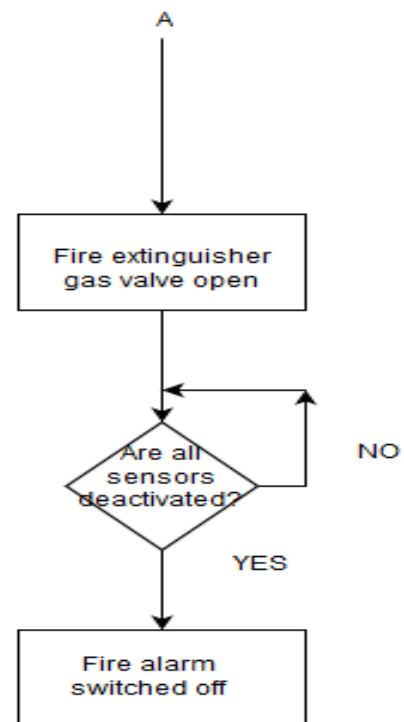 A
Fire extinguisher
gas valve open
Are all
sensors
deactivated?
NO
YES
Fire alarm
switched off